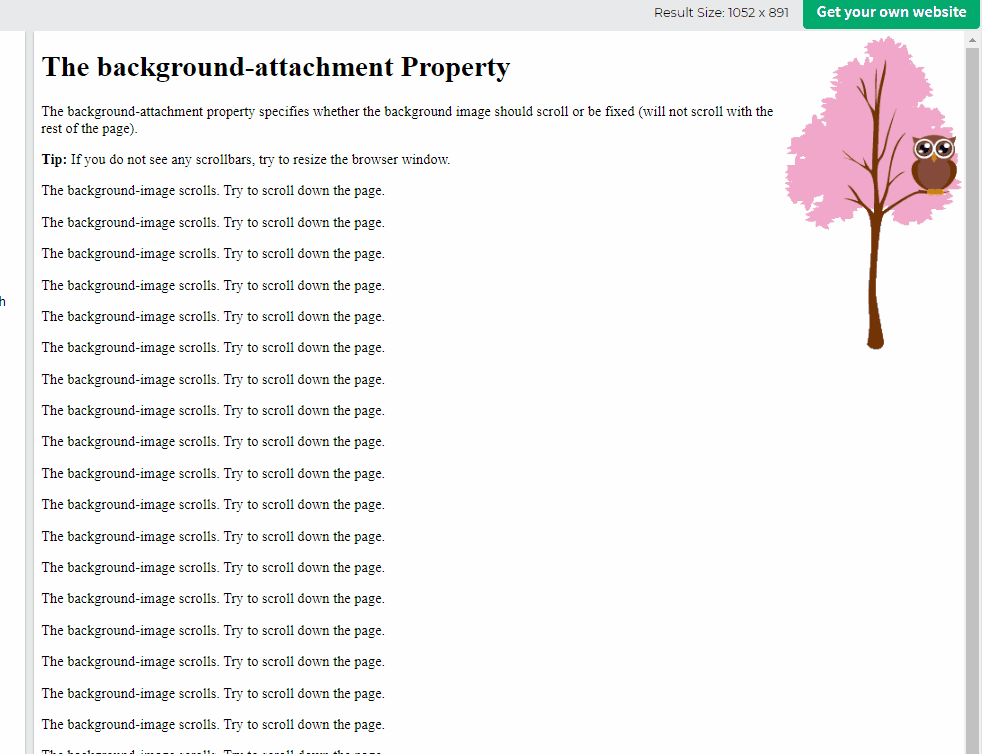 Result Size: 1052 x 891
Get your own website
The background-attachment Property
The background-attachment property specifies whether the background image should scroll or be fixed (will not scroll with the
rest of the page).
Tip: If you do not see any scrollbars, try to resize the browser window.
The background-image scrolls. Try to scroll down the page.
The background-image scrolls. Try to scroll down the page.
The background-image scrolls. Try to scroll down the page.
The background-image scrolls. Try to scroll down the page.
h
The background-image scrolls. Try to scroll down the page.
The background-image scrolls. Try to scroll down the page.
The background-image scrolls. Try to scroll down the page.
The background-image scrolls. Try to scroll down the page.
The background-image scrolls. Try to scroll down the page.
The background-image scrolls. Try to scroll down the page.
The background-image scrolls. Try to scroll down the page.
The background-image scrolls. Try to scroll down the page.
The background-image scrolls. Try to scroll down the page.
The background-image scrolls. Try to scroll down the page.
The background-image scrolls. Try to scroll down the page.
The background-image scrolls. Try to scroll down the page.
The background-image scrolls. Try to scroll down the page.
The background-image scrolls. Try to scroll down the page.